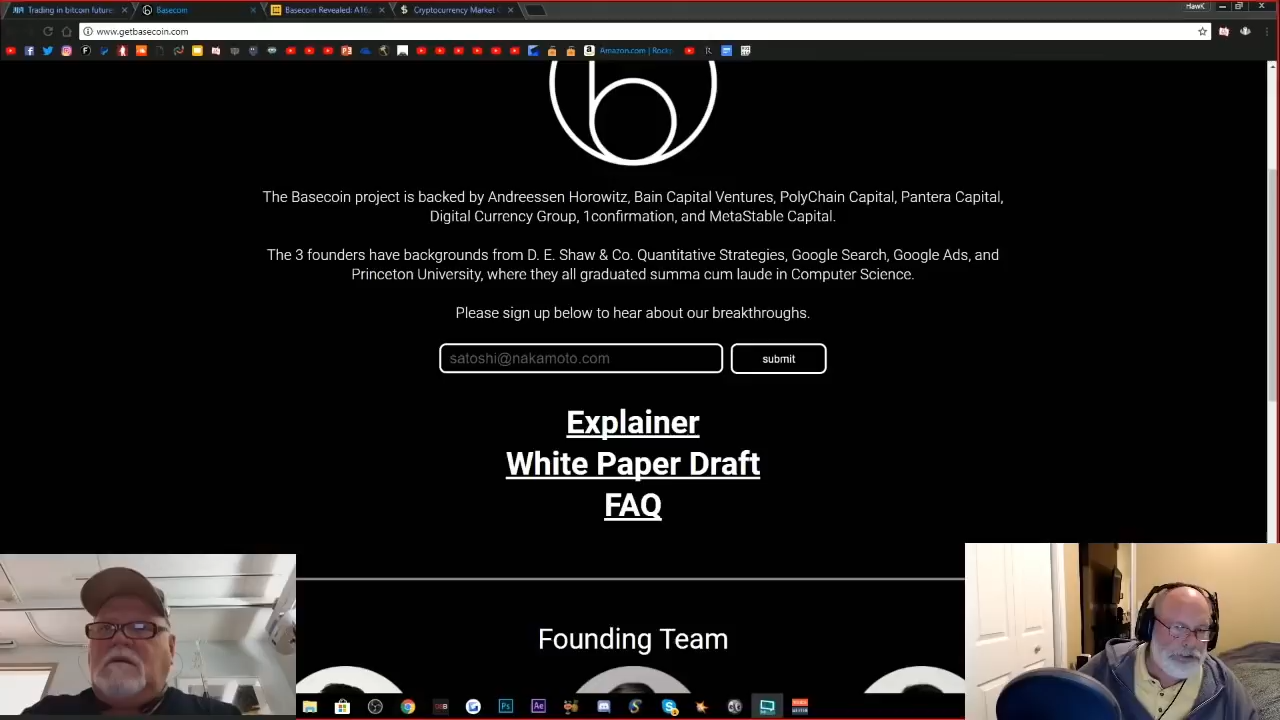 Trading in bitcoin future
Basecoin
Basecoin Revealed: A16z
Cryptocurrency Market C
Hawk
www.getbasecoin.com
Amazon.com | Rockp
b
The Basecoin project is backed by Andreessen Horowitz, Bain Capital Ventures, PolyChain Capital, Pantera Capital,
Digital Currency Group, 1confirmation, and MetaStable Capital.
The 3 founders have backgrounds from D. E. Shaw & Co. Quantitative Strategies, Google Search, Google Ads, and
Princeton University, where they all graduated summa cum laude in Computer Science.
Please sign up below to hear about our breakthroughs.
satoshi@nakamoto.com
submit
Explainer
White Paper Draft
FAQ
Founding Team